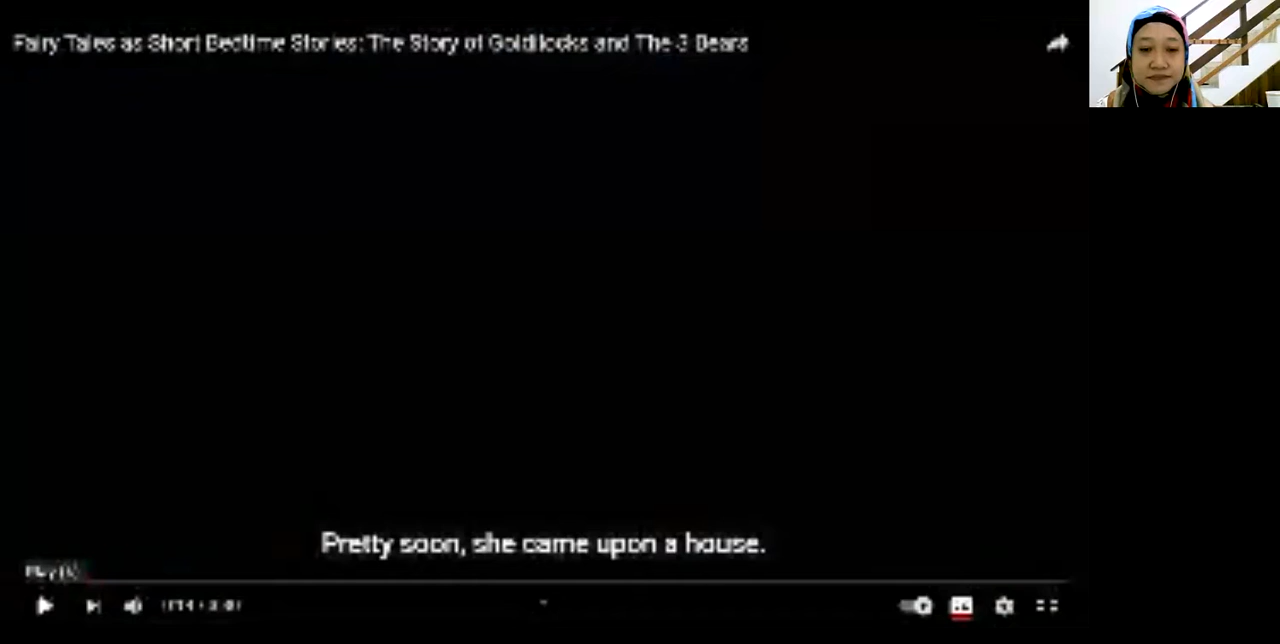 Fairy Tales as Short Bedtime Stories: The Story of Goldilocks and The 3 Bears
Pretty soon, she came upon a house.
Play (k)